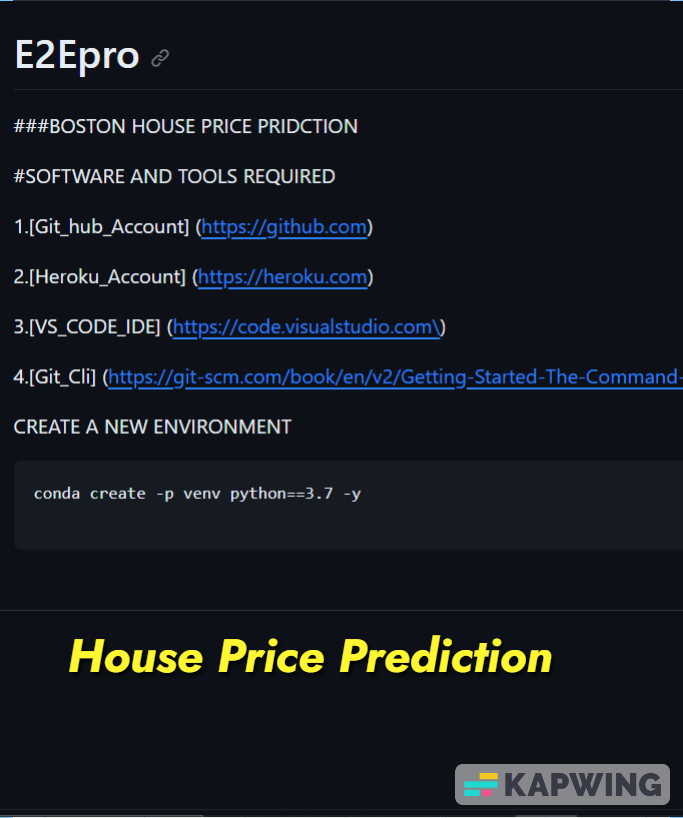 E2Epro
###BOSTON HOUSE PRICE PRIDCTION
#SOFTWARE AND TOOLS REQUIRED
1.[Git_hub_Account] (https://github.com)
2.[Heroku_Account] (https://heroku.com)
3.[VS_CODE_IDE] (https://code.visualstudio.com\)
4.[Git_Cli] (https://git-scm.com/book/en/v2/Getting-Started-The-Command-
CREATE A NEW ENVIRONMENT
conda create -p venv python==3.7 -y
House Price Prediction
KAPWING